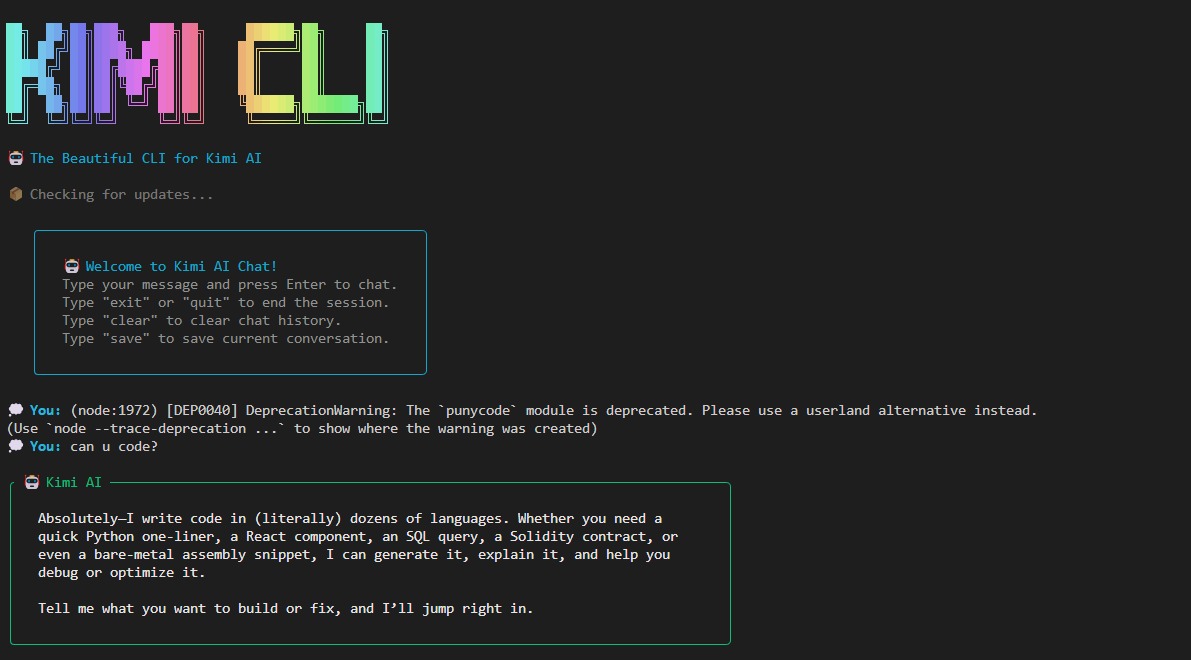 KIMI CLI
The Beautiful CLI for Kimi AI
Checking for updates...
Welcome to Kimi AI Chat!
Type your message and press Enter to chat.
Type "exit" or "quit" to end the session.
Type "clear" to clear chat history.
Type "save" to save current conversation.
You: (node:1972) [DEP0040] DeprecationWarning: The `punycode` module is deprecated. Please use a userland alternative instead.
(Use `node --trace-deprecation ...` to show where the warning was created)
You: can u code?
Kimi AI
Absolutely—I write code in (literally) dozens of languages. Whether you need a
quick Python one-liner, a React component, an SQL query, a Solidity contract, or
even a bare-metal assembly snippet, I can generate it, explain it, and help you
debug or optimize it.
Tell me what you want to build or fix, and I’ll jump right in.